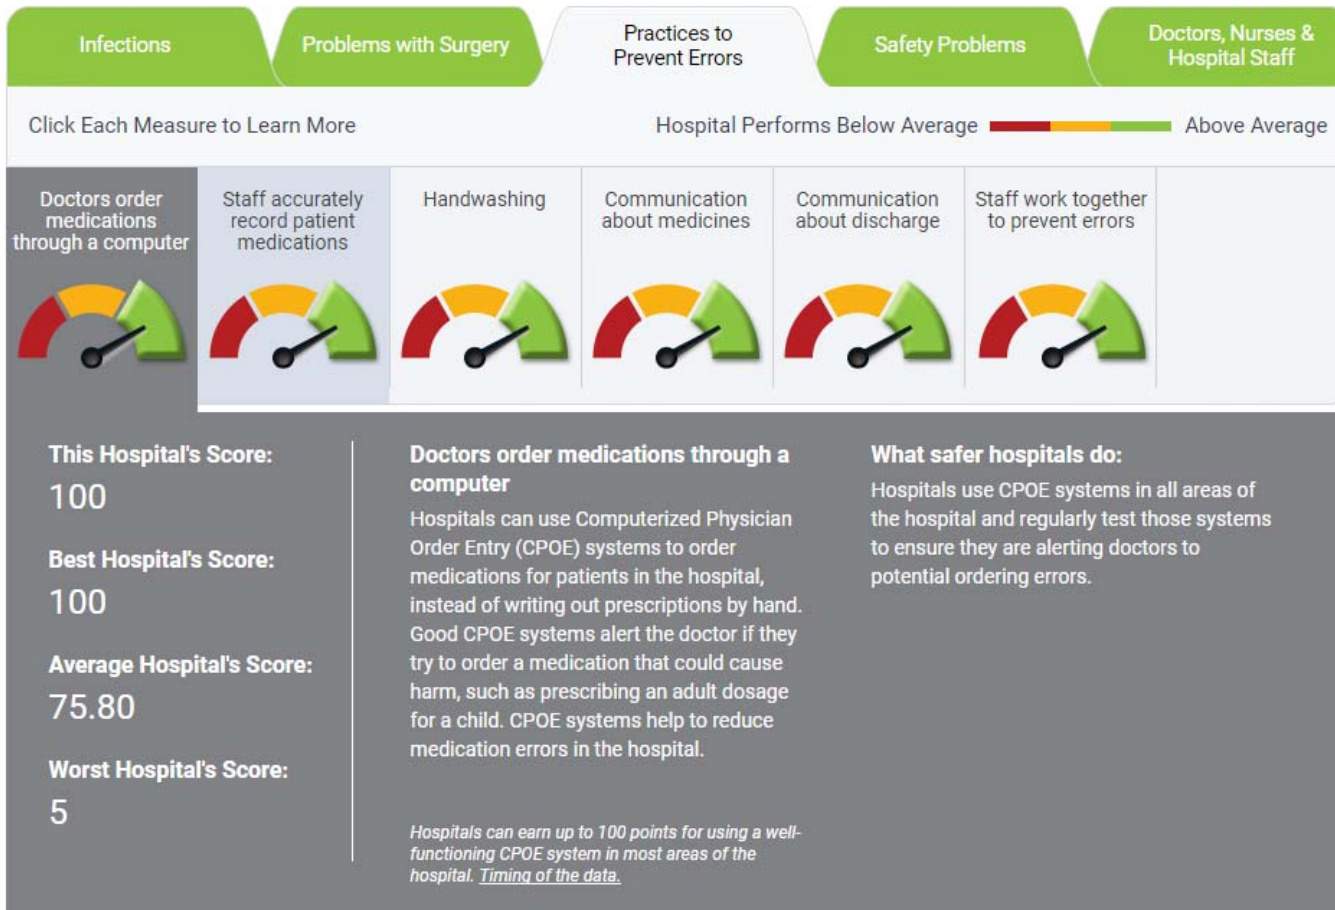 Infections
Problems with Surgery
Practices to
Prevent Errors
Safety Problems
Doctors, Nurses &
Hospital Staff
Click Each Measure to Learn More
Hospital Performs Below Average
Above Average
Doctors order
medications
through a computer
Staff accurately
record patient
medications
Handwashing
Communication
about medicines
Communication
about discharge
Staff work together
to prevent errors
This Hospital's Score:
100
Best Hospital's Score:
100
Average Hospital's Score:
75.80
Worst Hospital's Score:
5
Doctors order medications through a
computer
Hospitals can use Computerized Physician
Order Entry (CPOE) systems to order
medications for patients in the hospital,
instead of writing out prescriptions by hand.
Good CPOE systems alert the doctor if they
try to order a medication that could cause
harm, such as prescribing an adult dosage
for a child. CPOE systems help to reduce
medication errors in the hospital.
Hospitals can earn up to 100 points for using a well-
functioning CPOE system in most areas of the
hospital. Timing of the data.
What safer hospitals do:
Hospitals use CPOE systems in all areas of
the hospital and regularly test those systems
to ensure they are alerting doctors to
potential ordering errors.